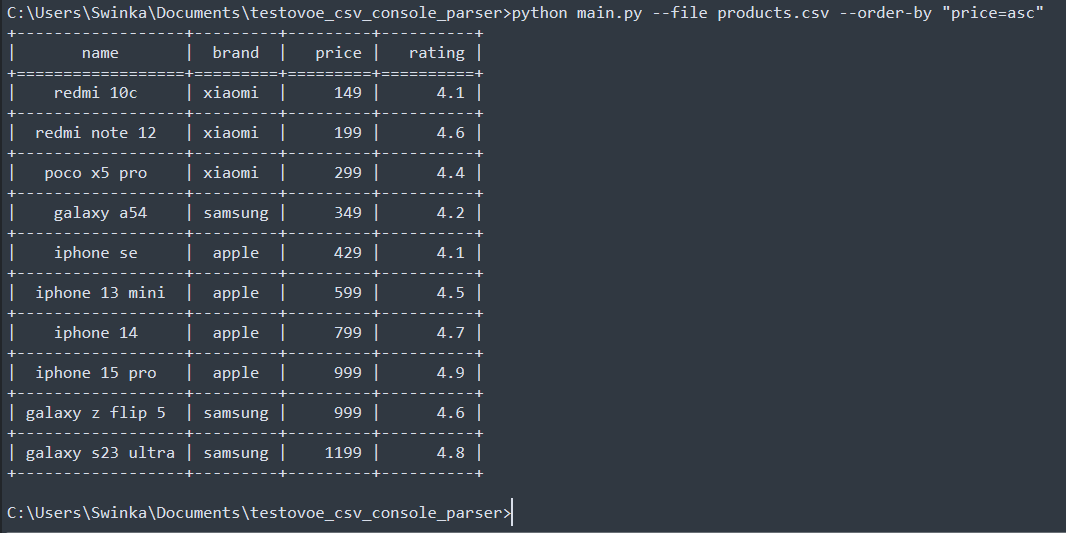 C:\Users\Swinka\Documents\testovoe_csv_console_parser>python main.py --file products.csv --order-by "price=asc"
+------------------+---------+---------+----------+
|       name       |  brand  |   price |   rating |
+==================+=========+=========+==========+
|    redmi 10c     | xiaomi  |     149 |      4.1 |
+------------------+---------+---------+----------+
|  redmi note 12   | xiaomi  |     199 |      4.6 |
+------------------+---------+---------+----------+
|   poco x5 pro    | xiaomi  |     299 |      4.4 |
+------------------+---------+---------+----------+
|    galaxy a54    | samsung |     349 |      4.2 |
+------------------+---------+---------+----------+
|    iphone se     |  apple  |     429 |      4.1 |
+------------------+---------+---------+----------+
|  iphone 13 mini  |  apple  |     599 |      4.5 |
+------------------+---------+---------+----------+
|    iphone 14     |  apple  |     799 |      4.7 |
+------------------+---------+---------+----------+
|  iphone 15 pro   |  apple  |     999 |      4.9 |
+------------------+---------+---------+----------+
| galaxy z flip 5  | samsung |     999 |      4.6 |
+------------------+---------+---------+----------+
| galaxy s23 ultra | samsung |    1199 |      4.8 |
+------------------+---------+---------+----------+
C:\Users\Swinka\Documents\testovoe_csv_console_parser>